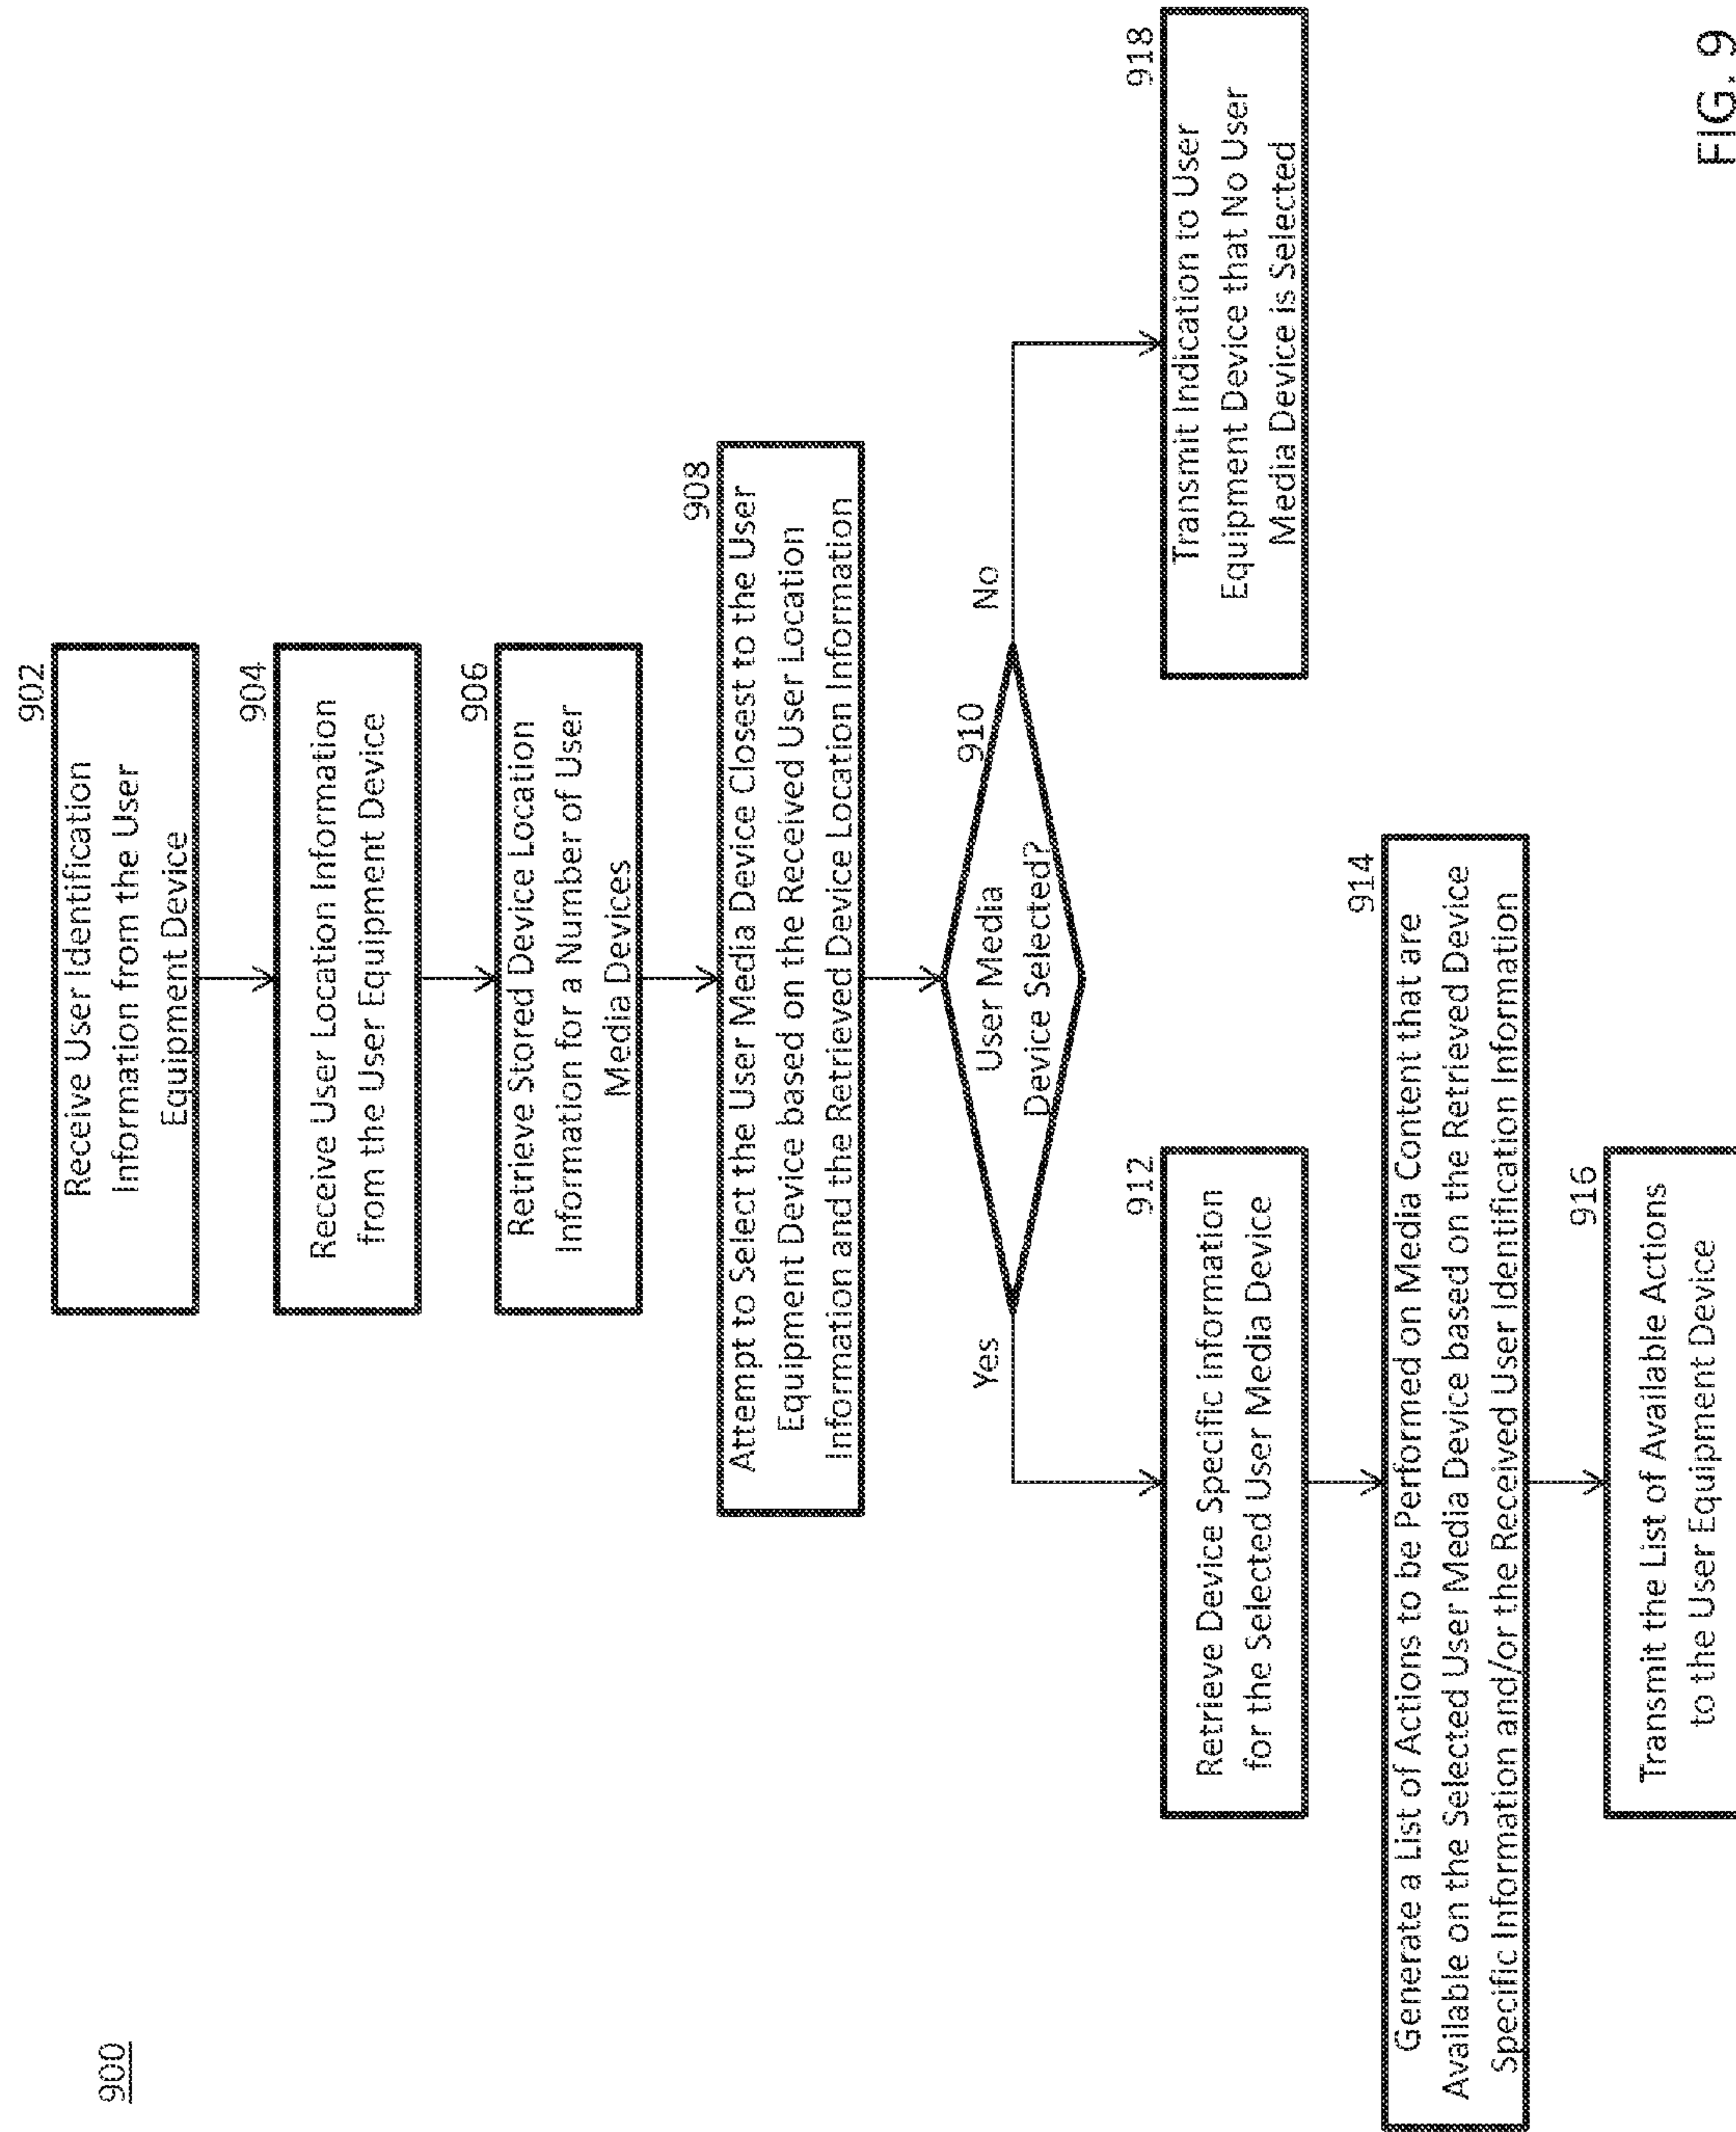 900
902
Receive User Identification
Information from the User
Equipment Device
904
Receive User Location Information
from the User Equipment Device
906
Retrieve Stored Device Location
Information for a Number of User
Media Devices
908
Attempt to Select the User Media Device Closest to the User
Equipment Device based on the Received User Location
Information and the Retrieved Device Location Information
910
User Media
Device Selected?
Yes
No
912
Retrieve Device Specific Information
for the Selected User Media Device
918
Transmit Indication to User
Equipment Device that No User
Media Device is Selected
914
Generate a List of Actions to be Performed on Media Content that are
Available on the Selected User Media Device based on the Retrieved Device
Specific Information and/or the Received User Identification Information
916
Transmit the List of Available Actions
to the User Equipment Device
FIG. 9